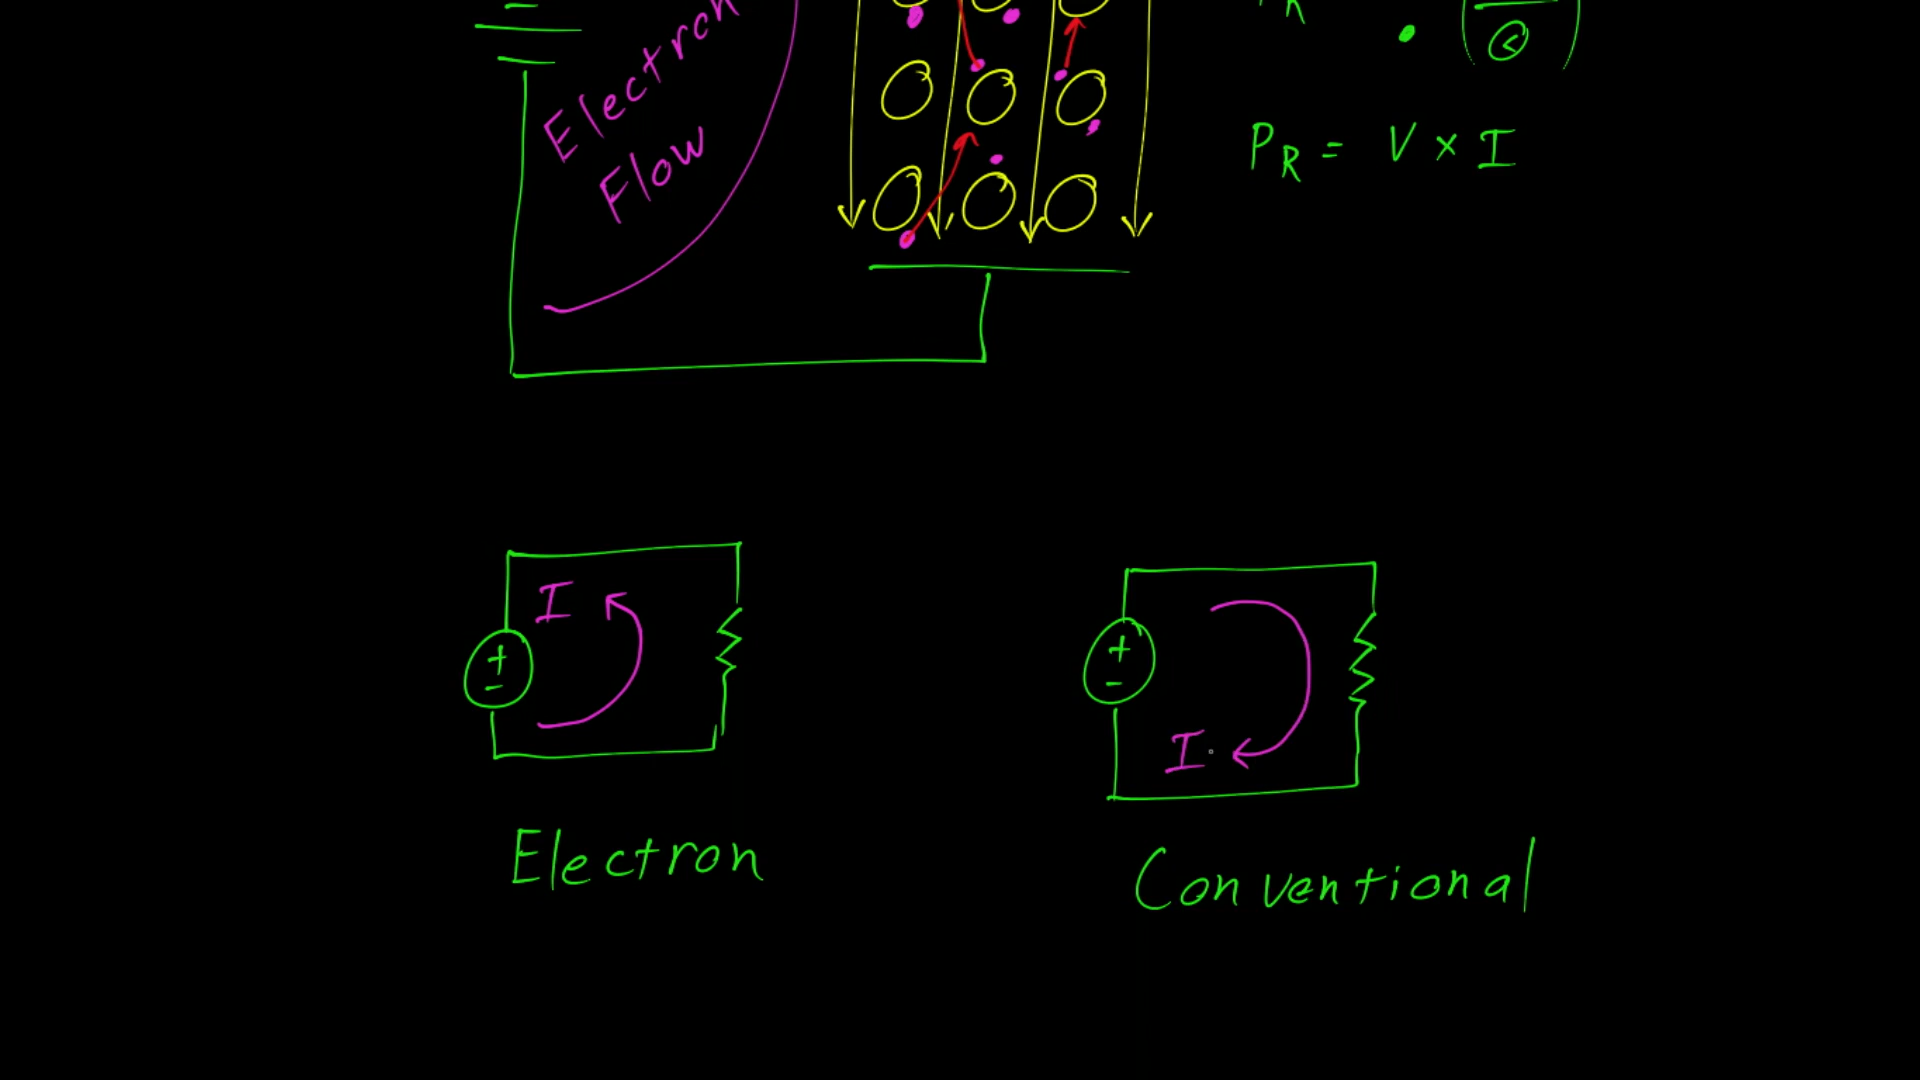 Electron
Flow
P_R = V × I
I
+
-
+
-
I
Electron
Conventional